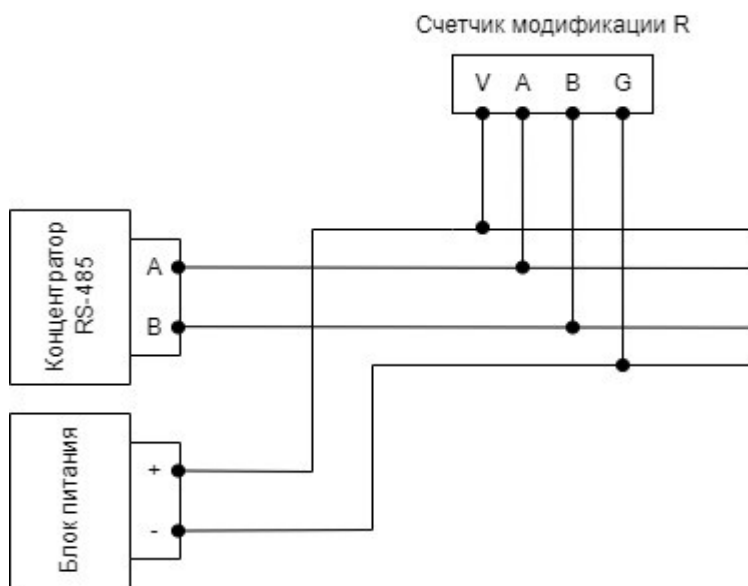 Счетчик модификации R
V A B G
Концентратор
RS-485
A
B
Блок питания
+
-